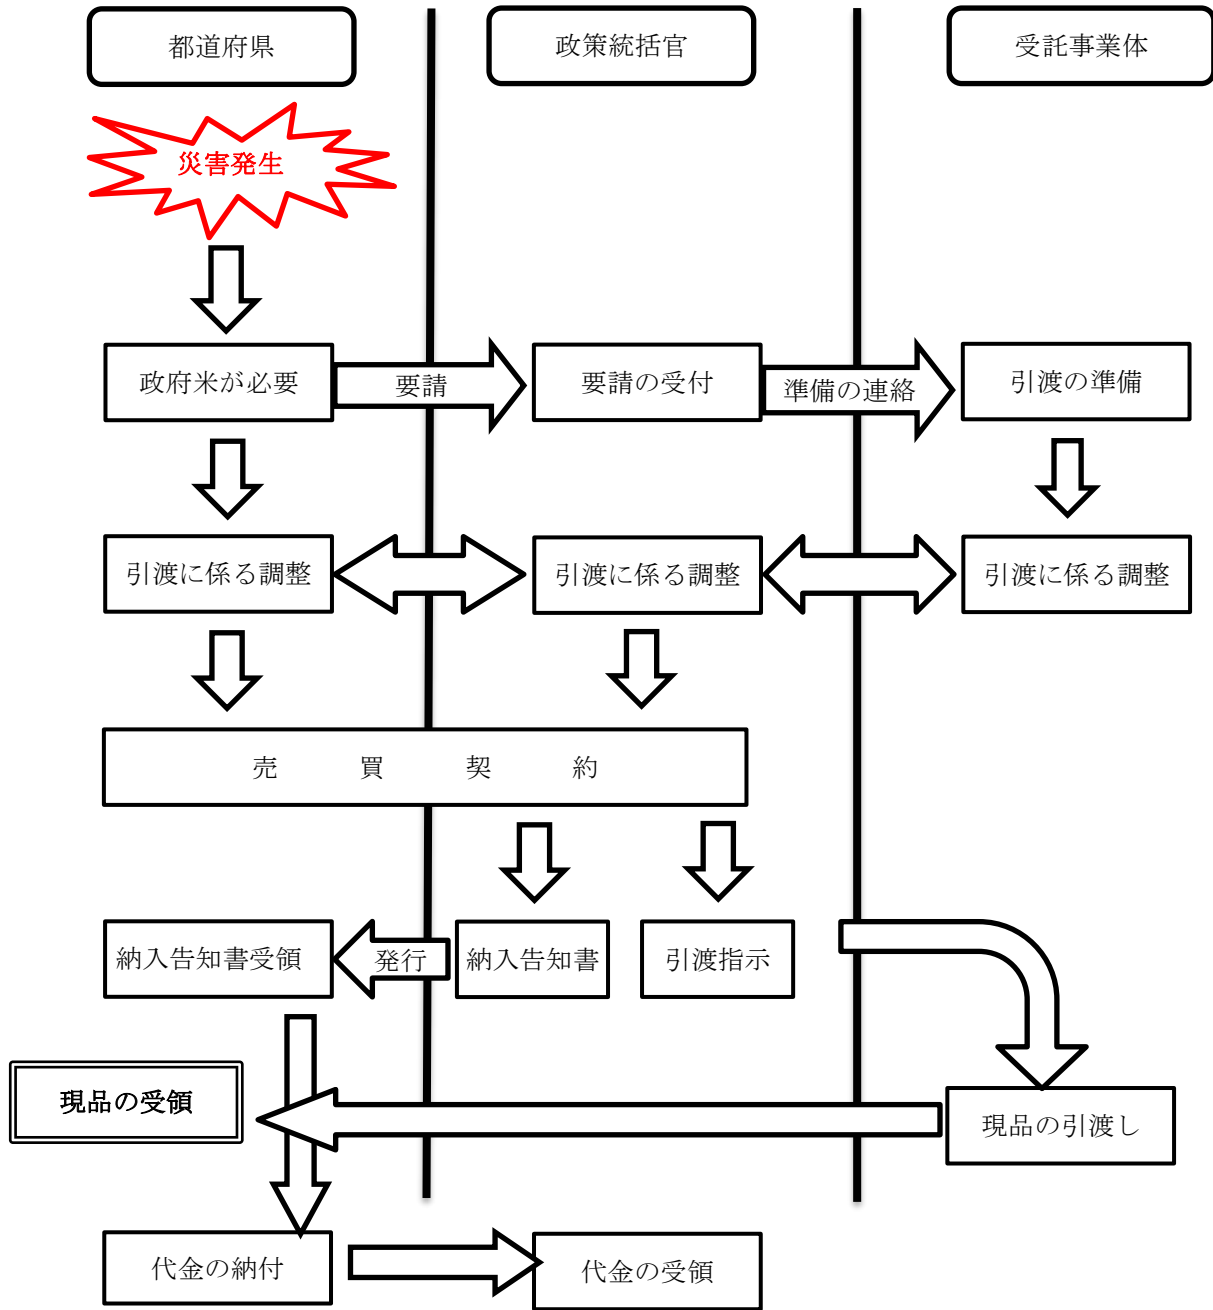 都道府県
政策統括官
受託事業体
災害発生
政府米が必要
要請
要請の受付
準備の連絡
引渡の準備
引渡に係る調整
引渡に係る調整
引渡に係る調整
売買契約
納入告知書受領
発行
納入告知書
引渡指示
現品の受領
現品の引渡し
代金の納付
代金の受領